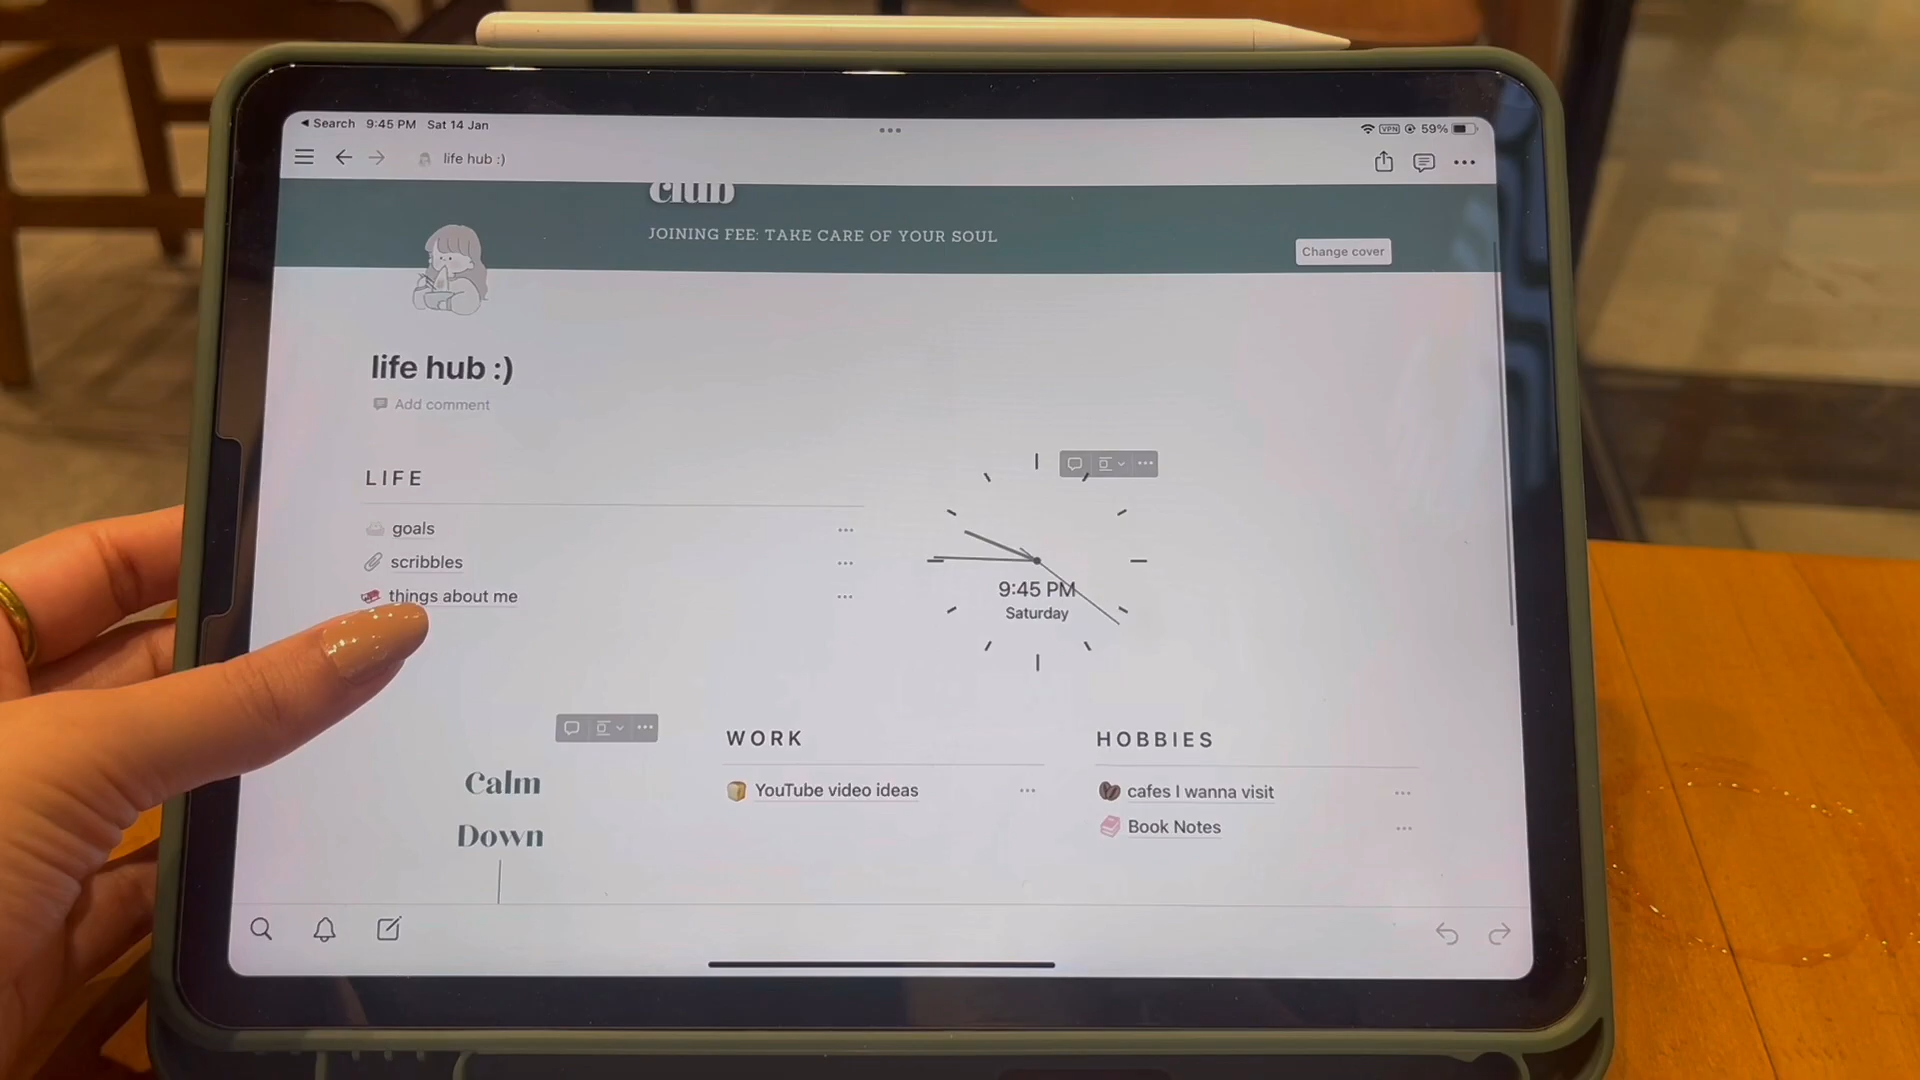 Search 9:45 PM Sat 14 Jan
VPN 59%
life hub :)
club
JOINING FEE: TAKE CARE OF YOUR SOUL
Change cover
life hub :)
Add comment
LIFE
goals
scribbles
things about me
9:45 PM
Saturday
Calm
Down
WORK
YouTube video ideas
HOBBIES
cafes I wanna visit
Book Notes